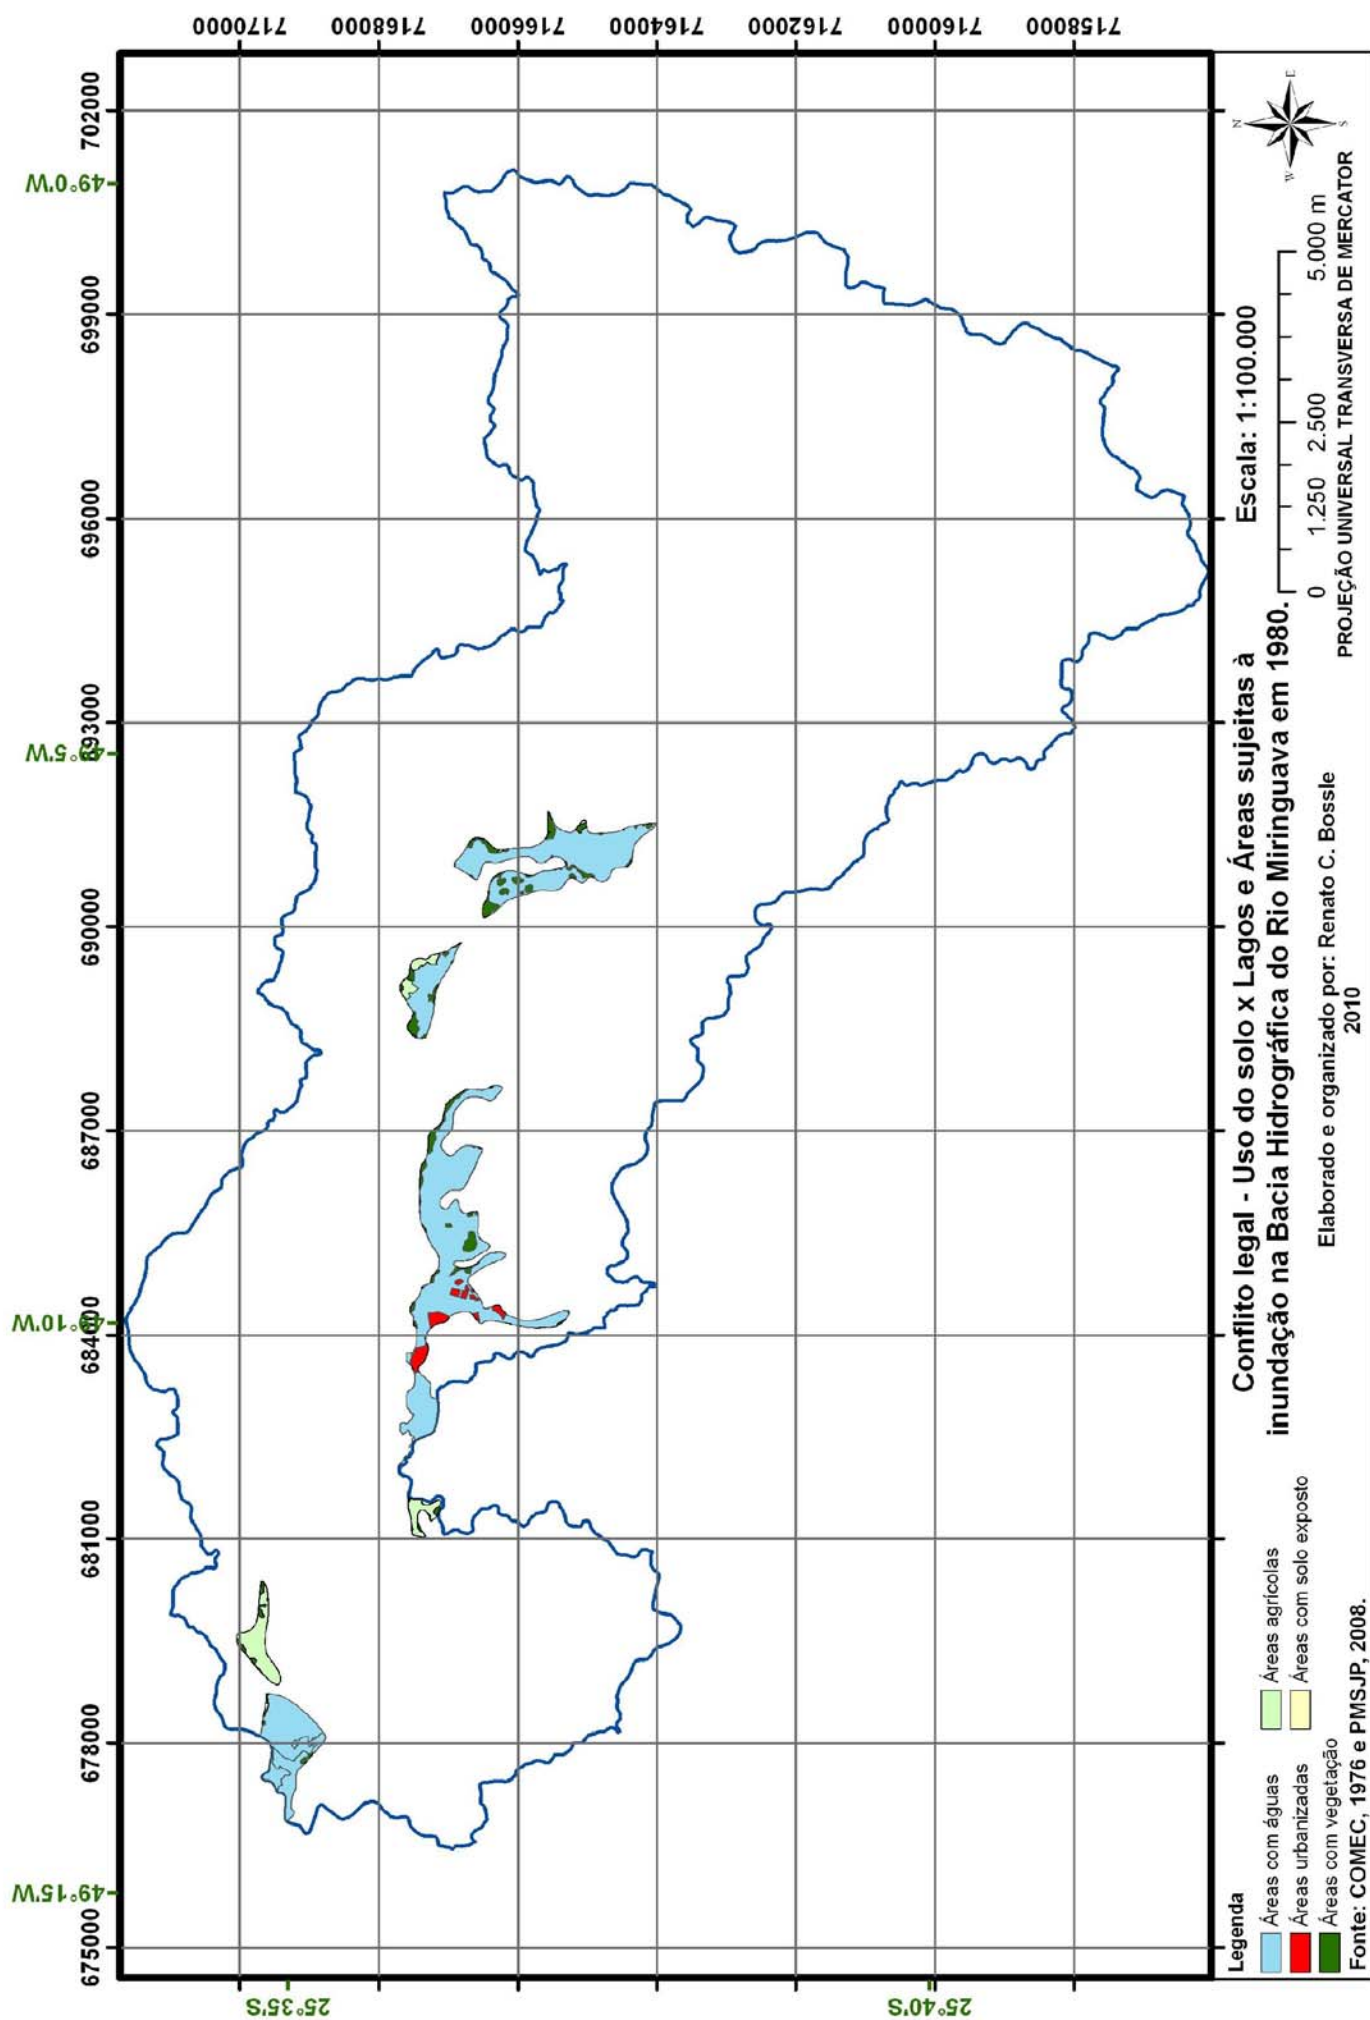 49°15'W
49°10'W
49°5'W
49°0'W
675000
678000
681000
684000
687000
690000
693000
696000
699000
702000
25°35'S
25°40'S
7170000
7168000
7166000
7164000
7162000
7160000
7158000
Legenda
Áreas com águas
Áreas urbanizadas
Áreas com vegetação
Áreas agrícolas
Áreas com solo exposto
Fonte: COMEC, 1976 e PMSJP, 2008.
Conflito legal - Uso do solo x Lagos e Áreas sujeitas à
inundação na Bacia Hidrográfica do Rio Miringuava em 1980.
Elaborado e organizado por: Renato C. Bossle
2010
Escala: 1:100.000
0 1.250 2.500 5.000 m
PROJEÇÃO UNIVERSAL TRANSVERSA DE MERCATOR
N
W
E
S